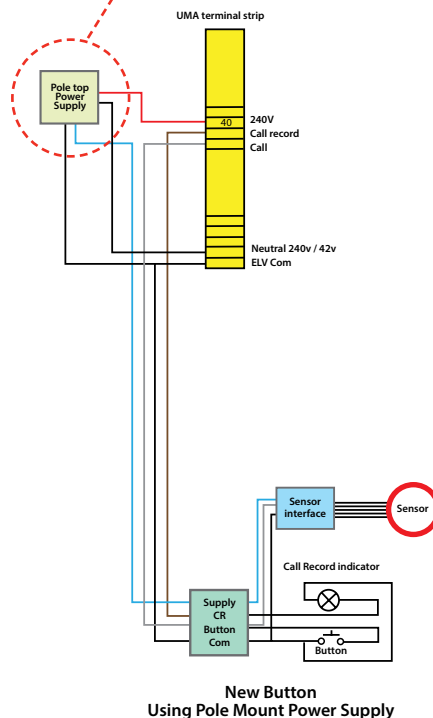 UMA terminal strip
Pole top
Power
Supply
40
240V
Call record
Call
Neutral 240v / 42v
ELV Com
Sensor
interface
Sensor
Call Record indicator
Supply
CR
Button
Com
Button
New Button
Using Pole Mount Power Supply